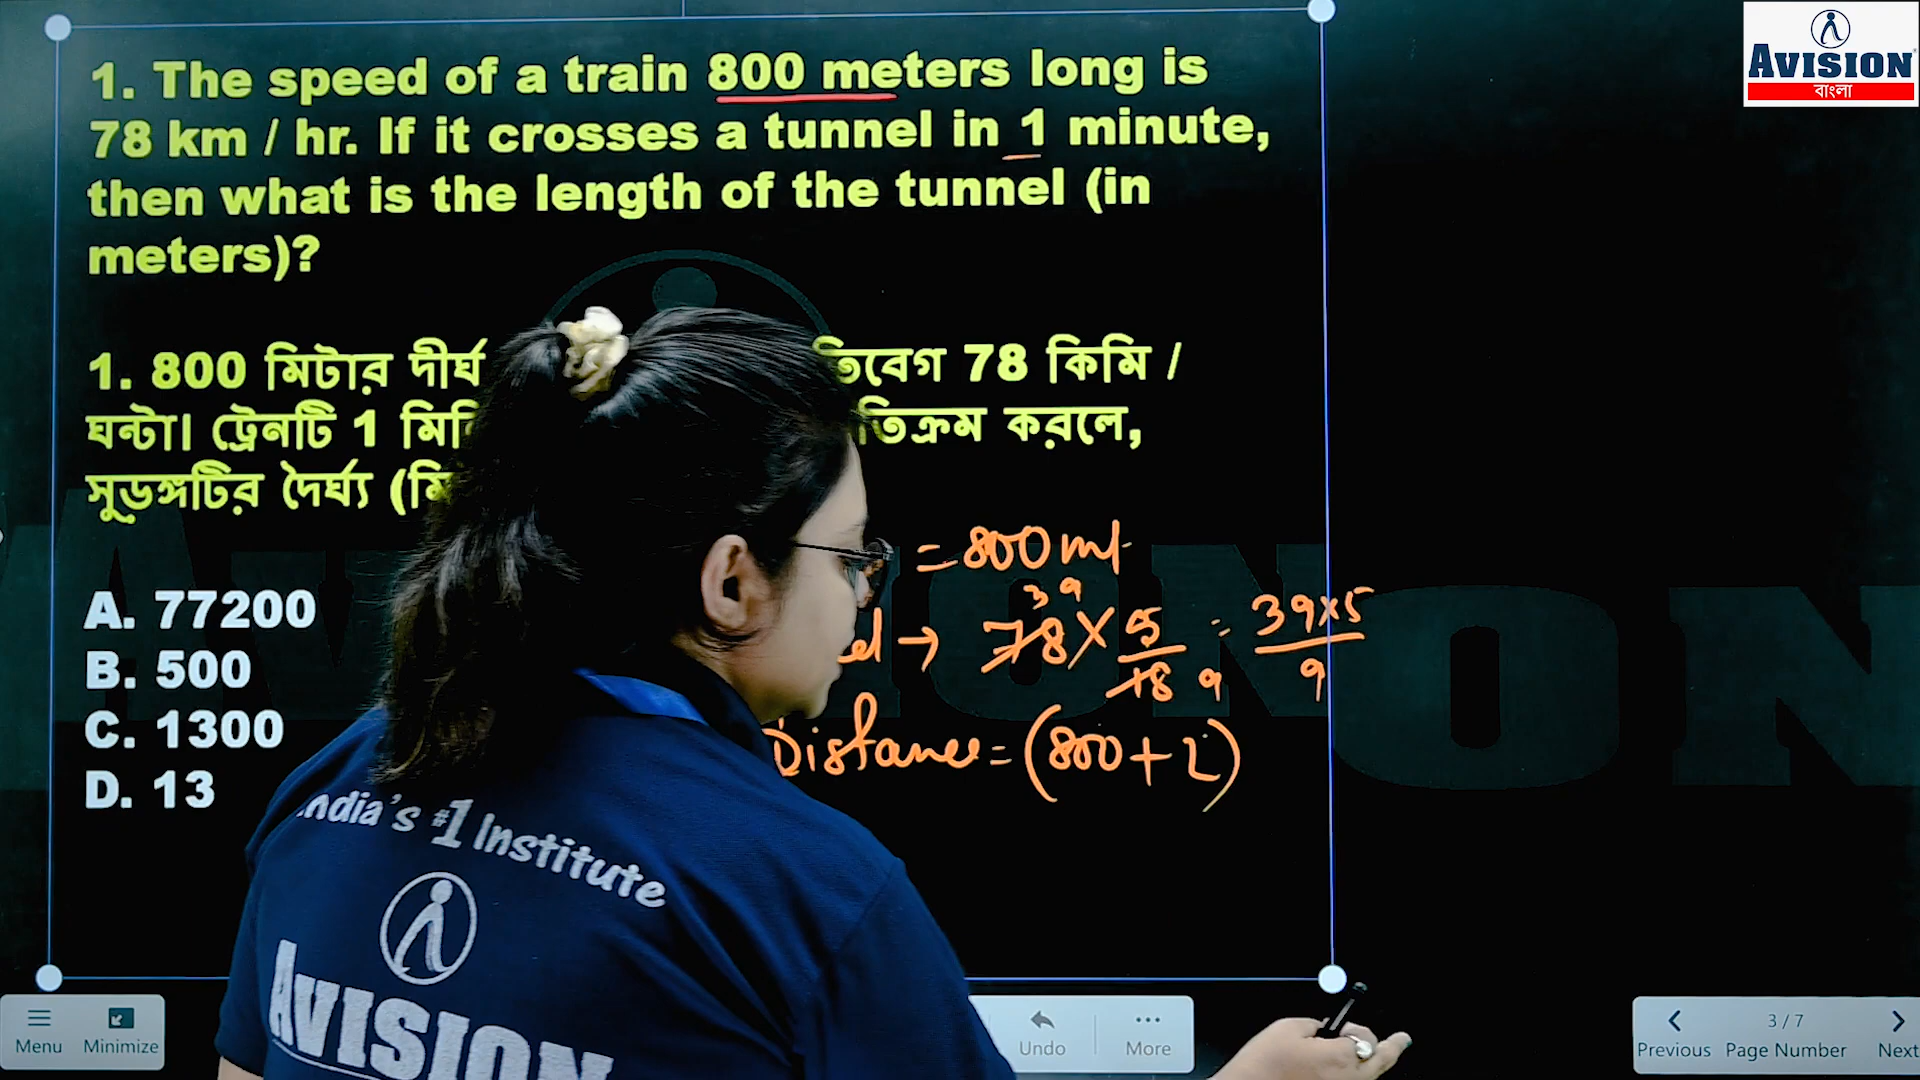 AVISION
বাংলা
1. The speed of a train 800 meters long is
78 km / hr. If it crosses a tunnel in 1 minute,
then what is the length of the tunnel (in
meters)?
1. 800 মিটার দীর্ঘ 78 কিমি /
ঘন্টা। ট্রেনটি 1 করলে,
সুড়ঙ্গটির দৈর্ঘ্য
A. 77200
B. 500
C. 1300
D. 13
= 800 mt
39 9
→ 78 × 5/18 = 39×5/9
Distance = (800 + L)
India's #1 Institute
AVISION
Menu
Minimize
Undo
More
Previous
3 / 7
Page Number
Next